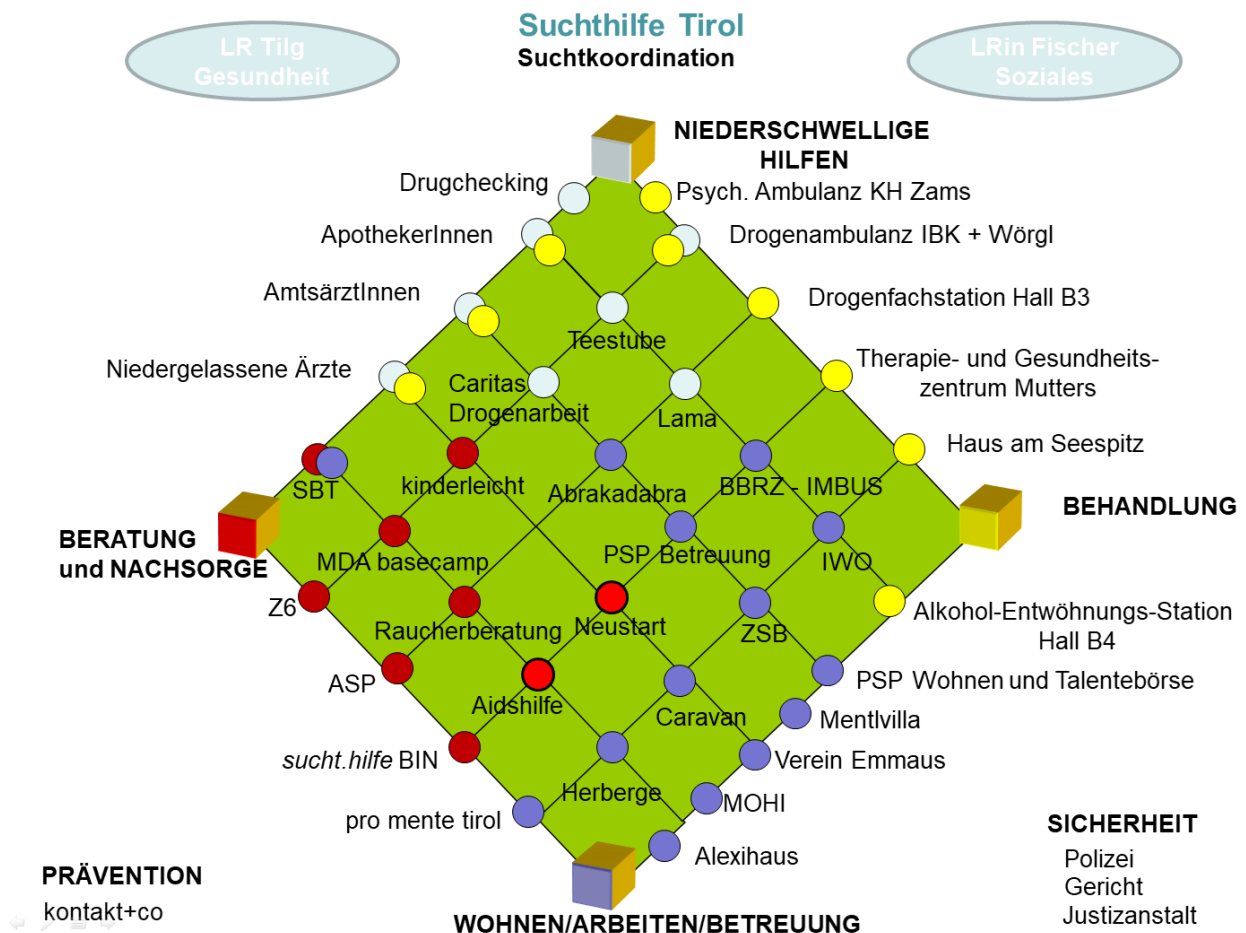 Suchthilfe Tirol
Suchtkoordination
LR Tilg
Gesundheit
LRin Fischer
Soziales
NIEDERSCHWELLIGE
HILFEN
Drugchecking
Psych. Ambulanz KH Zams
ApothekerInnen
Drogenambulanz IBK + Wörgl
AmtsärztInnen
Drogenfachstation Hall B3
Teestube
Niedergelassene Ärzte
Therapie- und Gesundheits-
zentrum Mutters
Caritas
Drogenarbeit
Lama
Haus am Seespitz
SBT
kinderleicht
Abrakadabra
BBRZ - IMBUS
BEHANDLUNG
BERATUNG
und NACHSORGE
MDA basecamp
PSP Betreuung
IWO
Z6
Raucherberatung
Neustart
ZSB
Alkohol-Entwöhnungs-Station
Hall B4
ASP
Aidshilfe
Caravan
PSP Wohnen und Talentebörse
Mentlvilla
sucht.hilfe BIN
Verein Emmaus
Herberge
MOHI
pro mente tirol
Alexihaus
SICHERHEIT
Polizei
Gericht
Justizanstalt
PRÄVENTION
kontakt+co
WOHNEN/ARBEITEN/BETREUUNG